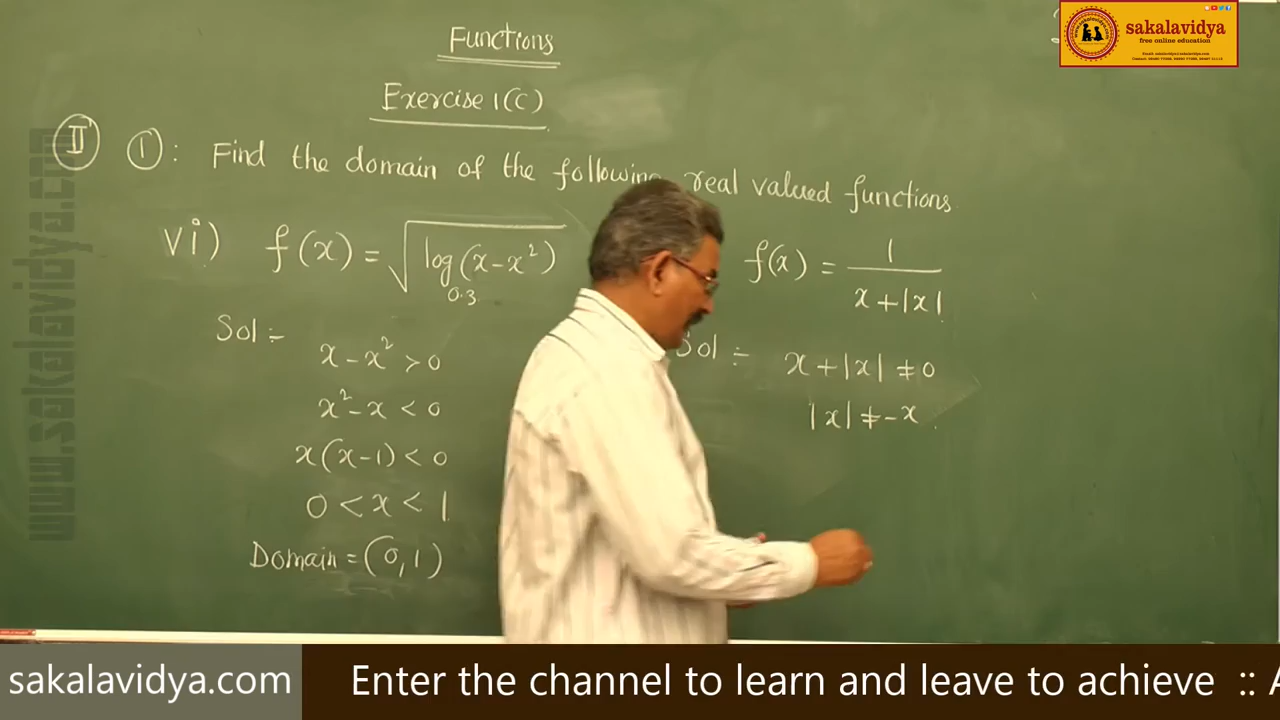 sakalavidya
free online education
Functions
Exercise 1(C)
II 1 : Find the domain of the following real valued functions
vi) f(x) = √log0.3(x-x²)
Sol :-
x-x² > 0
x²-x < 0
x(x-1) < 0
0 < x < 1
Domain = (0,1)
f(x) = 1/(x+|x|)
Sol :-
x+|x| ≠ 0
|x| ≠ -x
www.sakalavidya.com
sakalavidya.com Enter the channel to learn and leave to achieve :: A